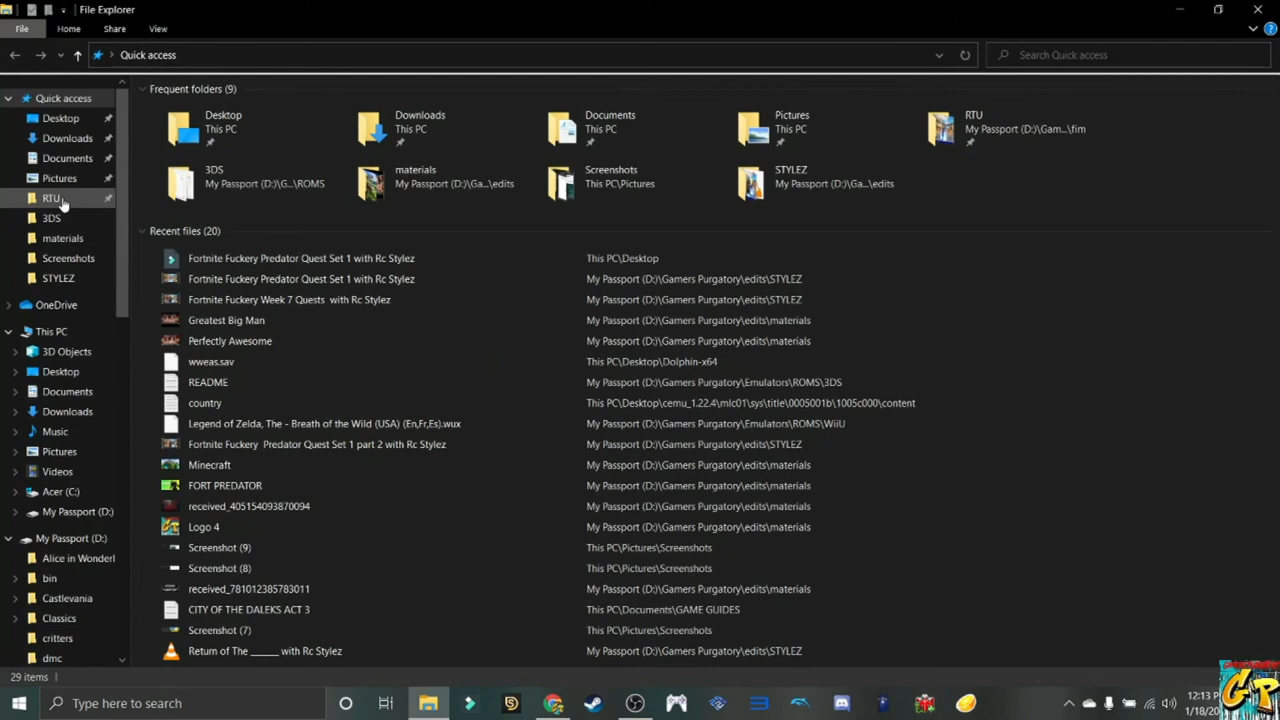 File Explorer
File Home Share View
Quick access Search Quick access
Quick access
Desktop
Downloads
Documents
Pictures
RTU
3DS
materials
Screenshots
STYLEZ
OneDrive
This PC
3D Objects
Desktop
Documents
Downloads
Music
Pictures
Videos
Acer (C:)
My Passport (D:)
My Passport (D:)
Alice in Wonderl
bin
Castlevania
Classics
critters
dmc
Frequent folders (9)
Desktop
This PC
Downloads
This PC
Documents
This PC
Pictures
This PC
RTU
My Passport (D:)\Gam...\fim
3DS
My Passport (D:)\G...\ROMS
materials
My Passport (D:)\Ga...\edits
Screenshots
This PC\Pictures
STYLEZ
My Passport (D:)\Ga...\edits
Recent files (20)
Fortnite Fuckery Predator Quest Set 1 with Rc Stylez This PC\Desktop
Fortnite Fuckery Predator Quest Set 1 with Rc Stylez My Passport (D:)\Gamers Purgatory\edits\STYLEZ
Fortnite Fuckery Week 7 Quests with Rc Stylez My Passport (D:)\Gamers Purgatory\edits\STYLEZ
Greatest Big Man My Passport (D:)\Gamers Purgatory\edits\materials
Perfectly Awesome My Passport (D:)\Gamers Purgatory\edits\materials
wweas.sav This PC\Desktop\Dolphin-x64
README My Passport (D:)\Gamers Purgatory\Emulators\ROMS\3DS
country This PC\Desktop\cemu_1.22.4\mlc01\sys\title\0005001b\1005c000\content
Legend of Zelda, The - Breath of the Wild (USA) (En,Fr,Es).wux My Passport (D:)\Gamers Purgatory\Emulators\ROMS\WiiU
Fortnite Fuckery Predator Quest Set 1 part 2 with Rc Stylez My Passport (D:)\Gamers Purgatory\edits\STYLEZ
Minecraft My Passport (D:)\Gamers Purgatory\edits\materials
FORT PREDATOR My Passport (D:)\Gamers Purgatory\edits\materials
received_405154093870094 My Passport (D:)\Gamers Purgatory\edits\materials
Logo 4 My Passport (D:)\Gamers Purgatory\edits\materials
Screenshot (9) This PC\Pictures\Screenshots
Screenshot (8) This PC\Pictures\Screenshots
received_781012385783011 My Passport (D:)\Gamers Purgatory\edits\materials
CITY OF THE DALEKS ACT 3 This PC\Documents\GAME GUIDES
Screenshot (7) This PC\Pictures\Screenshots
Return of The ______ with Rc Stylez My Passport (D:)\Gamers Purgatory\edits\STYLEZ
29 items
Type here to search
12:13 PM
1/18/20
GP